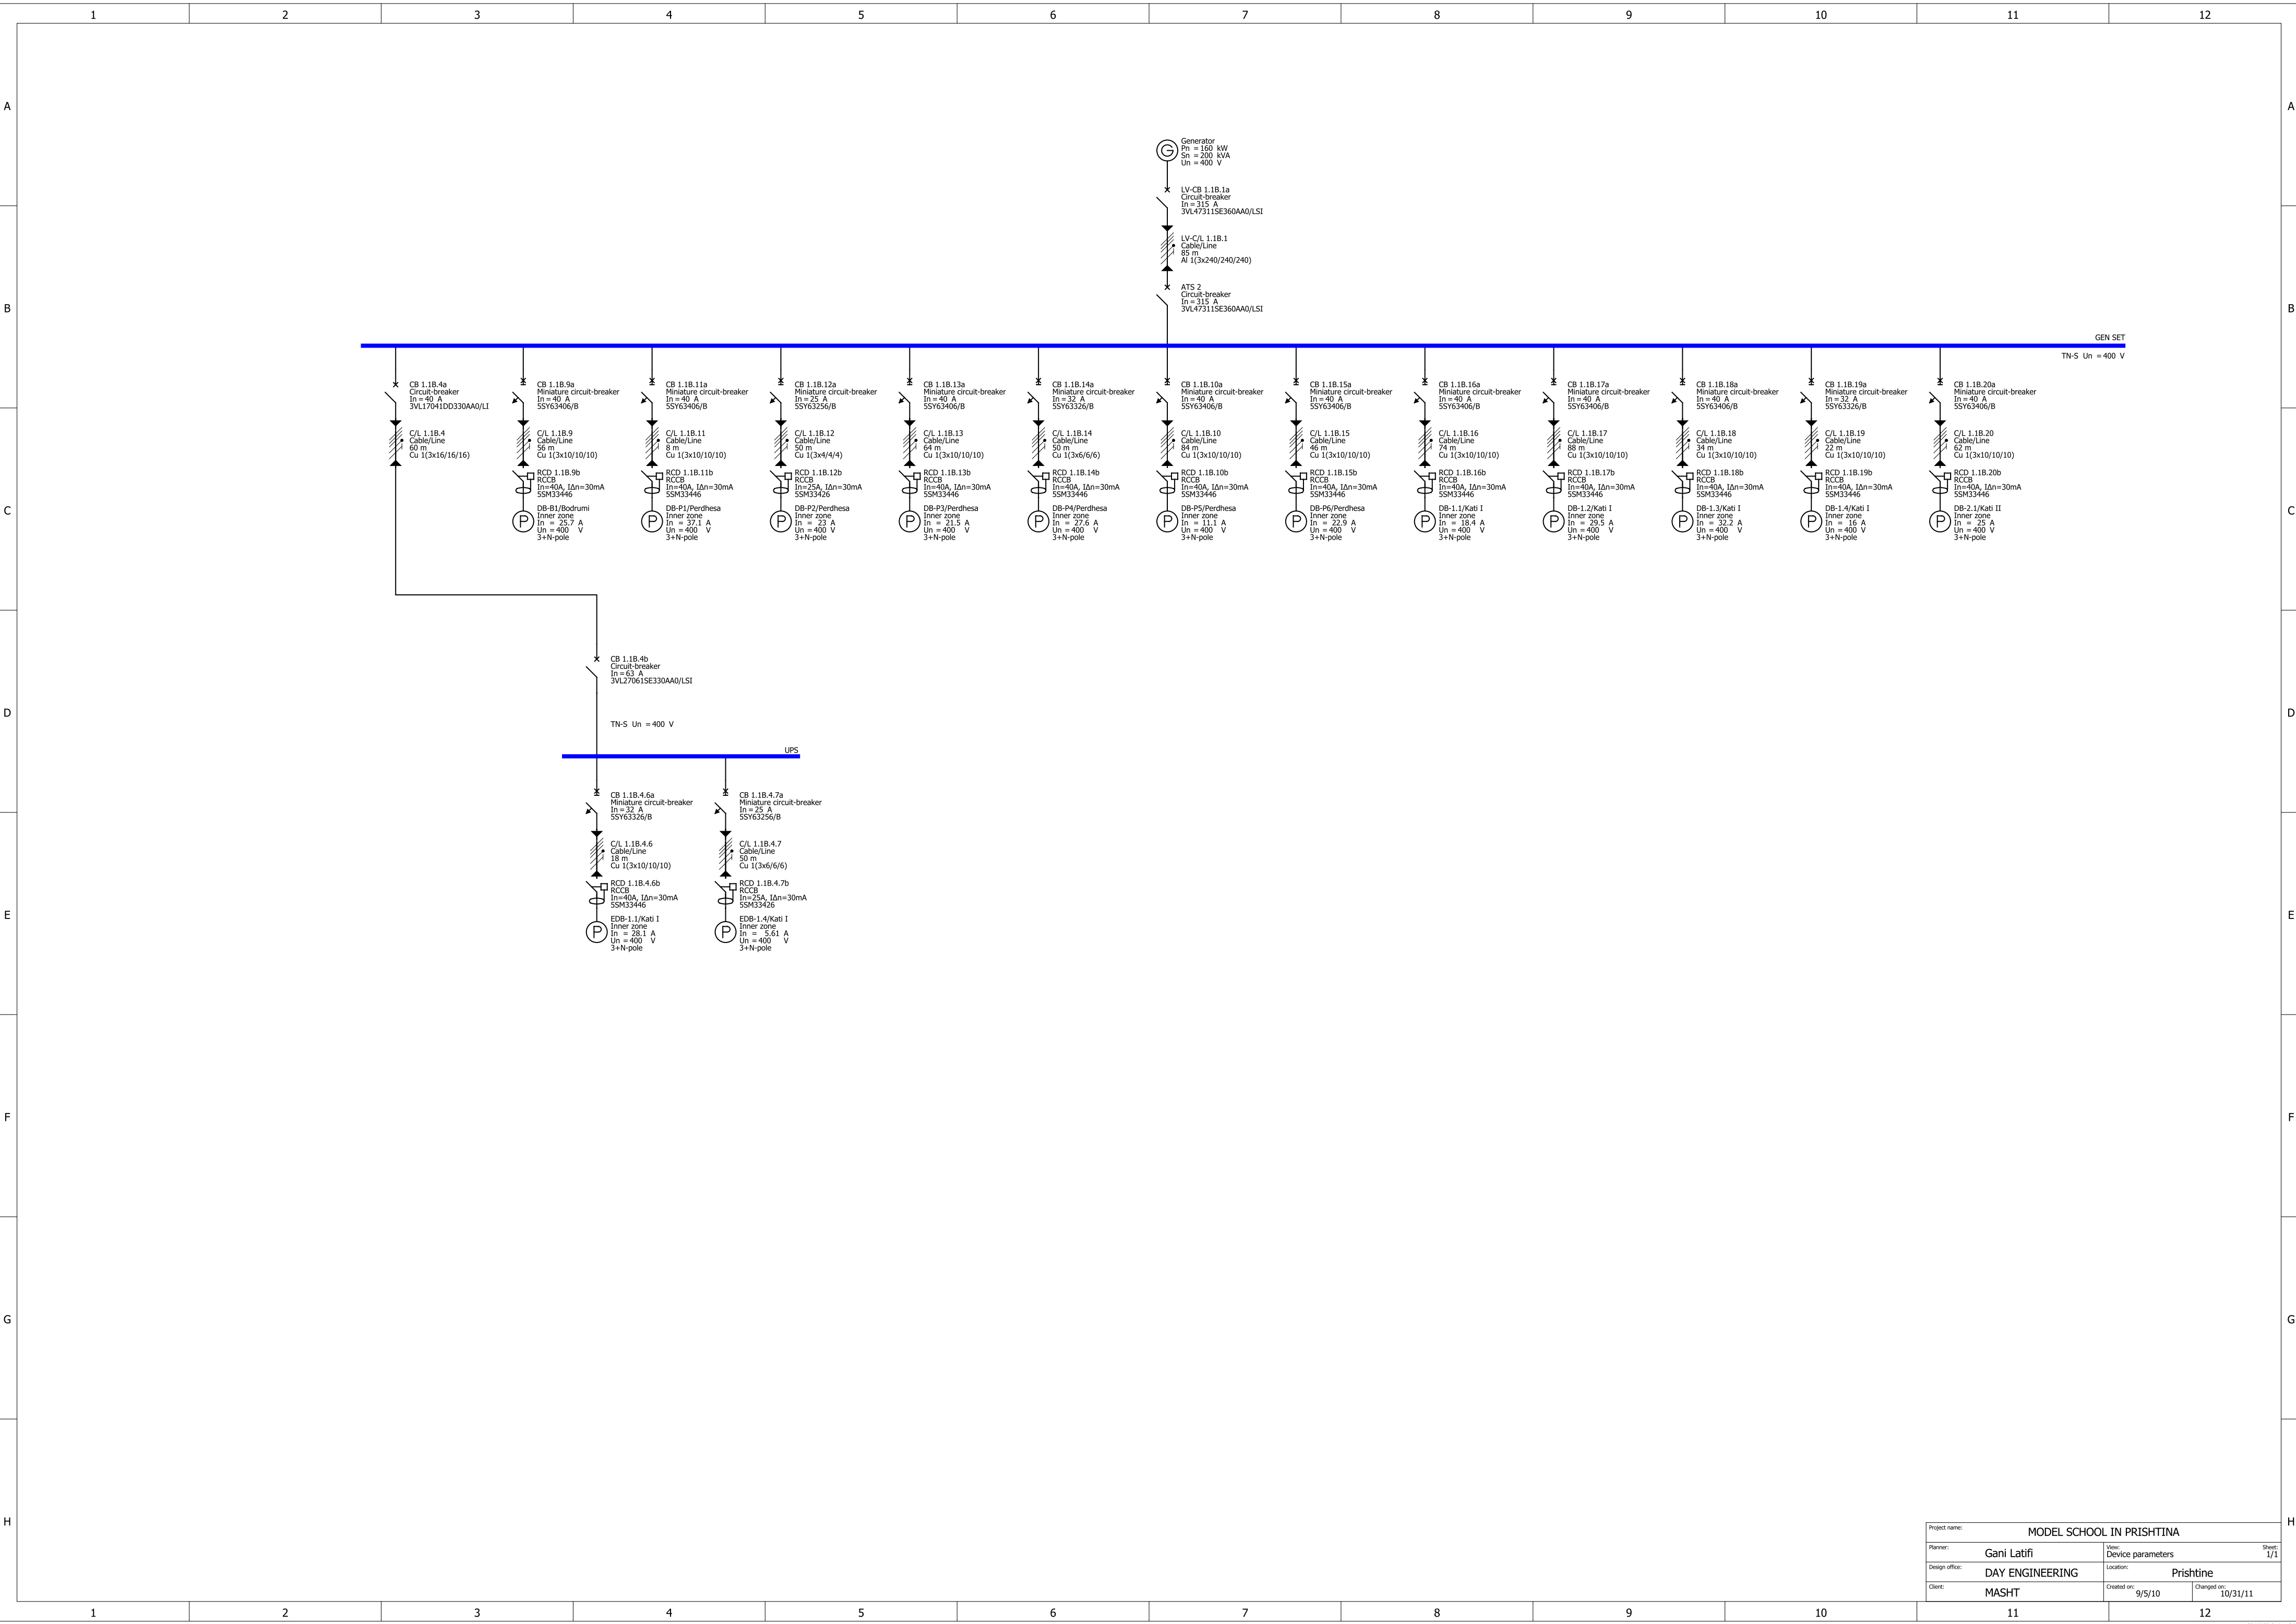 1 2 3 4 5 6 7 8 9 10 11 12
A A
Generator
Pn = 160 kW
Sn = 200 kVA
Un = 400 V
G
LV-CB 1.1B.1a
Circuit-breaker
In = 315 A
3VL47311SE360AA0/LSI
LV-C/L 1.1B.1
Cable/Line
85 m
Al 1(3x240/240/240)
ATS 2
Circuit-breaker
In = 315 A
3VL47311SE360AA0/LSI
B B
GEN SET
TN-S Un = 400 V
CB 1.1B.4a
Circuit-breaker
In = 40 A
3VL17041DD330AA0/LI
C/L 1.1B.4
Cable/Line
60 m
Cu 1(3x16/16/16)
CB 1.1B.9a
Miniature circuit-breaker
In = 40 A
5SY63406/B
C/L 1.1B.9
Cable/Line
56 m
Cu 1(3x10/10/10)
RCD 1.1B.9b
RCCB
In=40A, IΔn=30mA
5SM33446
DB-B1/Bodrumi
Inner zone
In = 25.7 A
Un = 400 V
3+N-pole
P
CB 1.1B.11a
Miniature circuit-breaker
In = 40 A
5SY63406/B
C/L 1.1B.11
Cable/Line
8 m
Cu 1(3x10/10/10)
RCD 1.1B.11b
RCCB
In=40A, IΔn=30mA
5SM33446
DB-P1/Perdhesa
Inner zone
In = 37.1 A
Un = 400 V
3+N-pole
P
CB 1.1B.12a
Miniature circuit-breaker
In = 25 A
5SY63256/B
C/L 1.1B.12
Cable/Line
50 m
Cu 1(3x4/4/4)
RCD 1.1B.12b
RCCB
In=25A, IΔn=30mA
5SM33426
DB-P2/Perdhesa
Inner zone
In = 23 A
Un = 400 V
3+N-pole
P
CB 1.1B.13a
Miniature circuit-breaker
In = 40 A
5SY63406/B
C/L 1.1B.13
Cable/Line
64 m
Cu 1(3x10/10/10)
RCD 1.1B.13b
RCCB
In=40A, IΔn=30mA
5SM33446
DB-P3/Perdhesa
Inner zone
In = 21.5 A
Un = 400 V
3+N-pole
P
CB 1.1B.14a
Miniature circuit-breaker
In = 32 A
5SY63326/B
C/L 1.1B.14
Cable/Line
50 m
Cu 1(3x6/6/6)
RCD 1.1B.14b
RCCB
In=40A, IΔn=30mA
5SM33446
DB-P4/Perdhesa
Inner zone
In = 27.6 A
Un = 400 V
3+N-pole
P
CB 1.1B.10a
Miniature circuit-breaker
In = 40 A
5SY63406/B
C/L 1.1B.10
Cable/Line
84 m
Cu 1(3x10/10/10)
RCD 1.1B.10b
RCCB
In=40A, IΔn=30mA
5SM33446
DB-P5/Perdhesa
Inner zone
In = 11.1 A
Un = 400 V
3+N-pole
P
CB 1.1B.15a
Miniature circuit-breaker
In = 40 A
5SY63406/B
C/L 1.1B.15
Cable/Line
46 m
Cu 1(3x10/10/10)
RCD 1.1B.15b
RCCB
In=40A, IΔn=30mA
5SM33446
DB-P6/Perdhesa
Inner zone
In = 22.9 A
Un = 400 V
3+N-pole
P
CB 1.1B.16a
Miniature circuit-breaker
In = 40 A
5SY63406/B
C/L 1.1B.16
Cable/Line
74 m
Cu 1(3x10/10/10)
RCD 1.1B.16b
RCCB
In=40A, IΔn=30mA
5SM33446
DB-1.1/Kati I
Inner zone
In = 18.4 A
Un = 400 V
3+N-pole
P
CB 1.1B.17a
Miniature circuit-breaker
In = 40 A
5SY63406/B
C/L 1.1B.17
Cable/Line
88 m
Cu 1(3x10/10/10)
RCD 1.1B.17b
RCCB
In=40A, IΔn=30mA
5SM33446
DB-1.2/Kati I
Inner zone
In = 29.5 A
Un = 400 V
3+N-pole
P
CB 1.1B.18a
Miniature circuit-breaker
In = 40 A
5SY63406/B
C/L 1.1B.18
Cable/Line
34 m
Cu 1(3x10/10/10)
RCD 1.1B.18b
RCCB
In=40A, IΔn=30mA
5SM33446
DB-1.3/Kati I
Inner zone
In = 32.2 A
Un = 400 V
3+N-pole
P
CB 1.1B.19a
Miniature circuit-breaker
In = 32 A
5SY63326/B
C/L 1.1B.19
Cable/Line
22 m
Cu 1(3x10/10/10)
RCD 1.1B.19b
RCCB
In=40A, IΔn=30mA
5SM33446
DB-1.4/Kati I
Inner zone
In = 16 A
Un = 400 V
3+N-pole
P
CB 1.1B.20a
Miniature circuit-breaker
In = 40 A
5SY63406/B
C/L 1.1B.20
Cable/Line
62 m
Cu 1(3x10/10/10)
RCD 1.1B.20b
RCCB
In=40A, IΔn=30mA
5SM33446
DB-2.1/Kati II
Inner zone
In = 25 A
Un = 400 V
3+N-pole
P
C C
CB 1.1B.4b
Circuit-breaker
In = 63 A
3VL27061SE330AA0/LSI
D D
TN-S Un = 400 V
UPS
CB 1.1B.4.6a
Miniature circuit-breaker
In = 32 A
5SY63326/B
C/L 1.1B.4.6
Cable/Line
18 m
Cu 1(3x10/10/10)
RCD 1.1B.4.6b
RCCB
In=40A, IΔn=30mA
5SM33446
EDB-1.1/Kati I
Inner zone
In = 28.1 A
Un = 400 V
3+N-pole
P
CB 1.1B.4.7a
Miniature circuit-breaker
In = 25 A
5SY63256/B
C/L 1.1B.4.7
Cable/Line
50 m
Cu 1(3x6/6/6)
RCD 1.1B.4.7b
RCCB
In=25A, IΔn=30mA
5SM33426
EDB-1.4/Kati I
Inner zone
In = 5.61 A
Un = 400 V
3+N-pole
P
E E
F F
G G
H H
Project name: MODEL SCHOOL IN PRISHTINA
Planner: Gani Latifi View: Device parameters Sheet: 1/1
Design office: DAY ENGINEERING Location: Prishtine
Client: MASHT Created on: 9/5/10 Changed on: 10/31/11
1 2 3 4 5 6 7 8 9 10 11 12